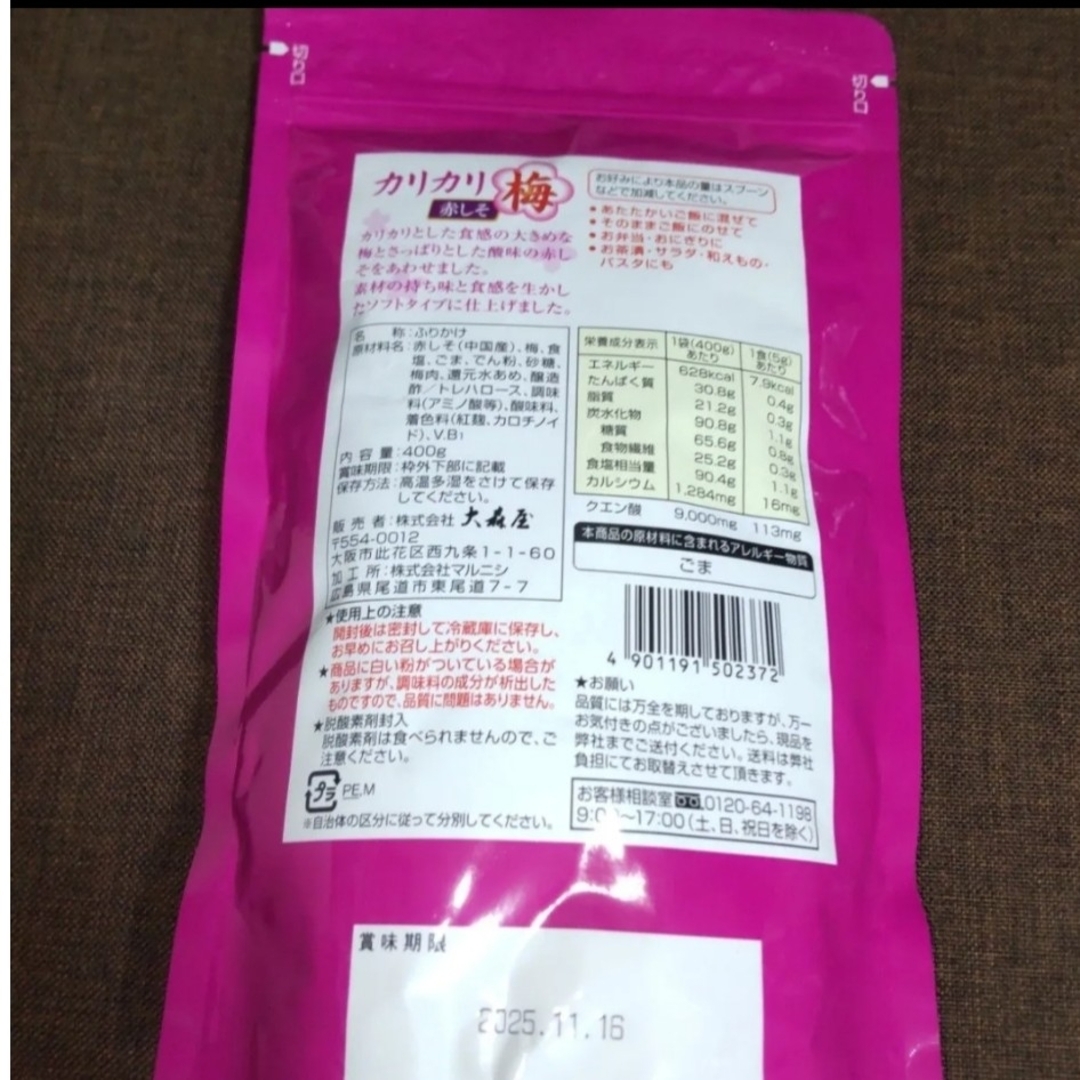 切り口
切り口
カリカリ梅
赤しそ
カリカリとした食感の大きめな
梅とさっぱりとした酸味の赤し
そをあわせました。
素材の持ち味と食感を生かし
たソフトタイプに仕上げました。
お好みにより本品の量はスプーン
などで加減してください。
●あたたかいご飯に混ぜて
●そのままご飯にのせて
●お弁当・おにぎりに
●お茶漬・サラダ・和えもの・
パスタにも
名称:ふりかけ
原材料名:赤しそ(中国産)、梅、食
塩、ごま、でん粉、砂糖、
梅肉、還元水あめ、醸造
酢/トレハロース、調味
料(アミノ酸等)、酸味料、
着色料(紅麹、カロチノイ
ド)、V.B1
内容量:400g
賞味期限:枠外下部に記載
保存方法:高温多湿をさけて保存
してください。
販売者:株式会社 大森屋
〒554-0012
大阪市此花区西九条1-1-60
加工所:株式会社マルニシ
広島県尾道市東尾道7-7
栄養成分表示 1袋(400g)あたり 1食(5g)あたり
エネルギー 628kcal 7.9kcal
たんぱく質 30.8g 0.4g
脂質 21.2g 0.3g
炭水化物 90.8g 1.1g
糖質 65.6g 0.8g
食物繊維 25.2g 0.3g
食塩相当量 90.4g 1.1g
カルシウム 1,284mg 16mg
クエン酸 9,000mg 113mg
本商品の原材料に含まれるアレルギー物質
ごま
4 901191 502372
★使用上の注意
開封後は密封して冷蔵庫に保存し、
お早めにお召し上がりください。
★商品に白い粉がついている場合が
ありますが、調味料の成分が析出した
ものですので、品質に問題はありません。
★脱酸素剤封入
脱酸素剤は食べられませんので、ご
注意ください。
プラ PE.M
※自治体の区分に従って分別してください。
★お願い
品質には万全を期しておりますが、万一
お気付きの点がございましたら、現品を
弊社までご送付ください。送料は弊社
負担にてお取替えさせて頂きます。
お客様相談室 0120-64-1198
9:00～17:00(土、日、祝日を除く)
賞味期限
2025.11.16